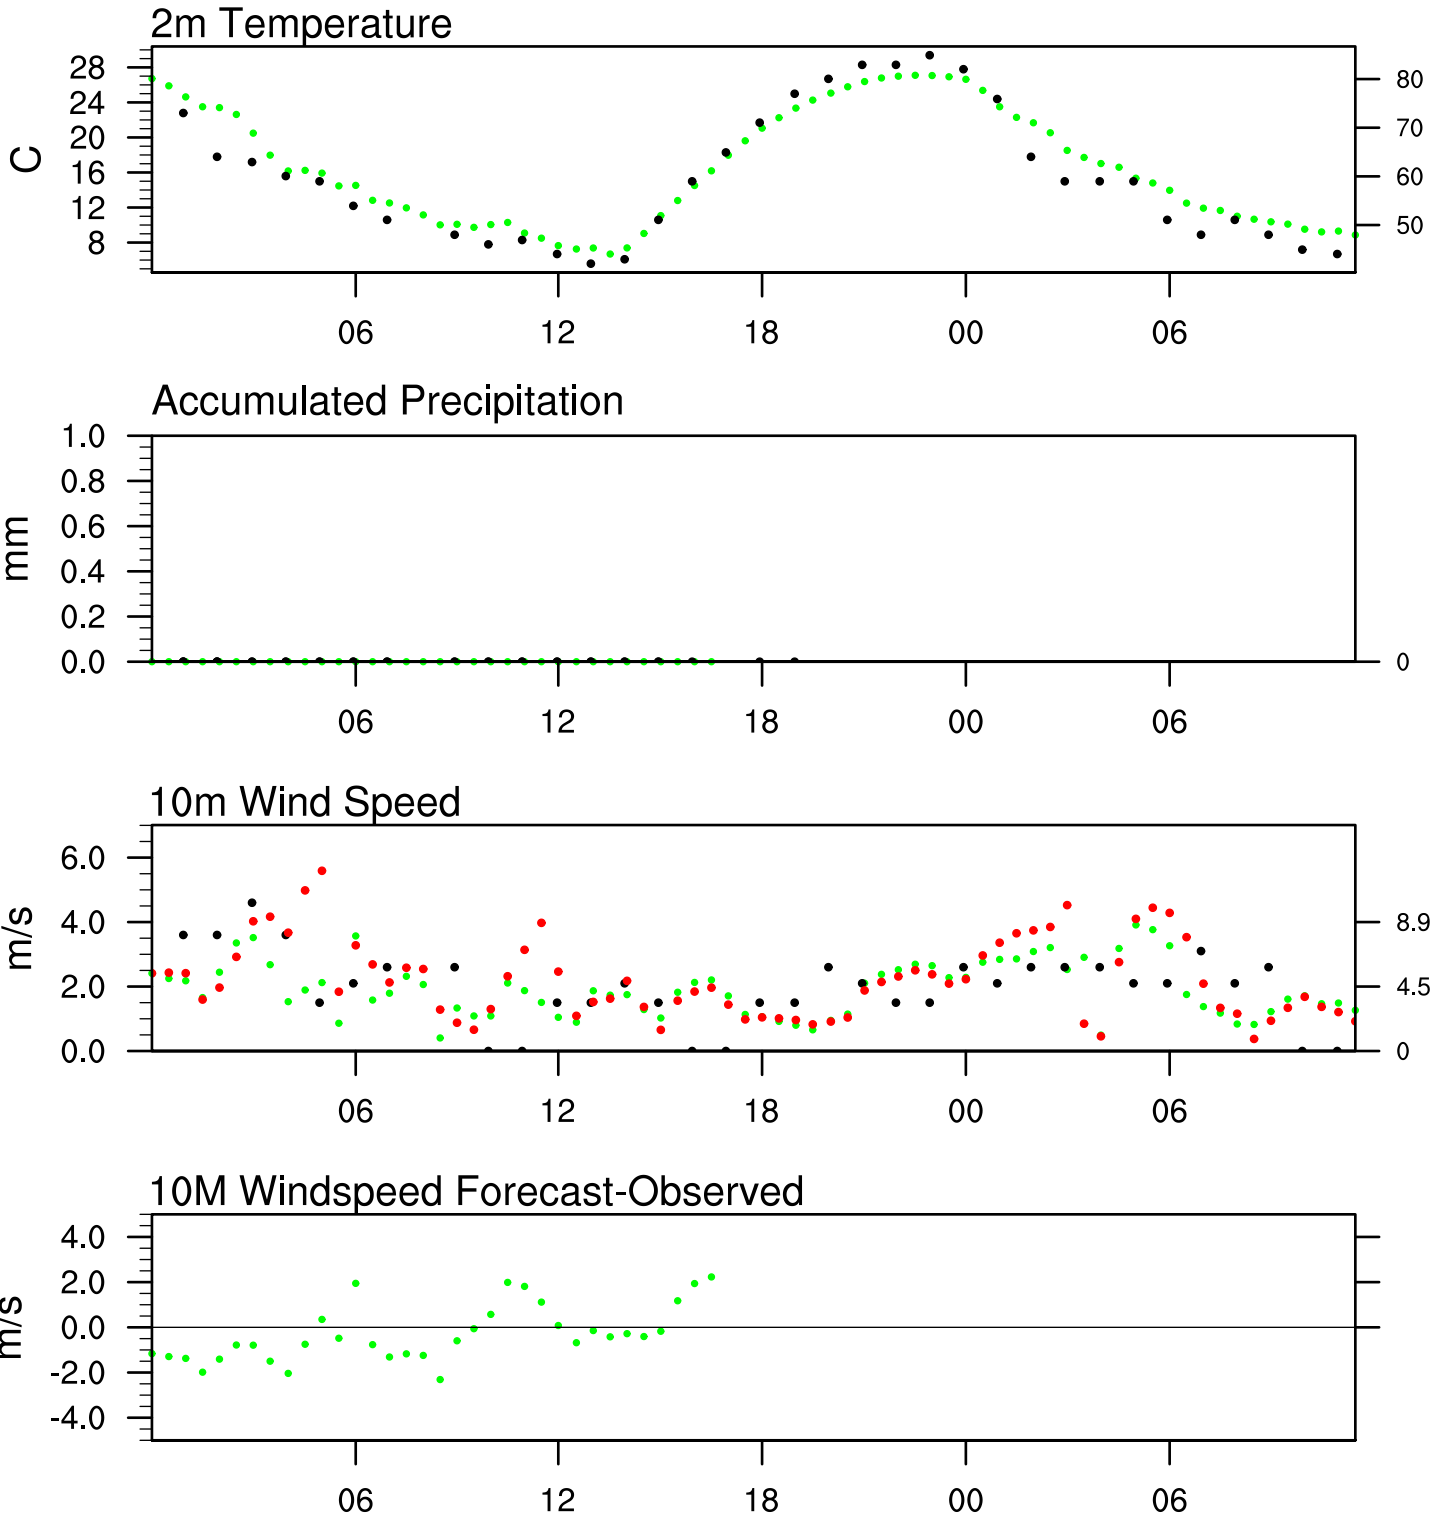 2m Temperature
28
24
20
16
12
8
C
80
70
60
50
06 12 18 00 06
Accumulated Precipitation
1.0
0.8
0.6
0.4
0.2
0.0
mm
0
06 12 18 00 06
10m Wind Speed
6.0
4.0
2.0
0.0
m/s
8.9
4.5
0
06 12 18 00 06
10M Windspeed Forecast-Observed
4.0
2.0
0.0
-2.0
-4.0
m/s
06 12 18 00 06